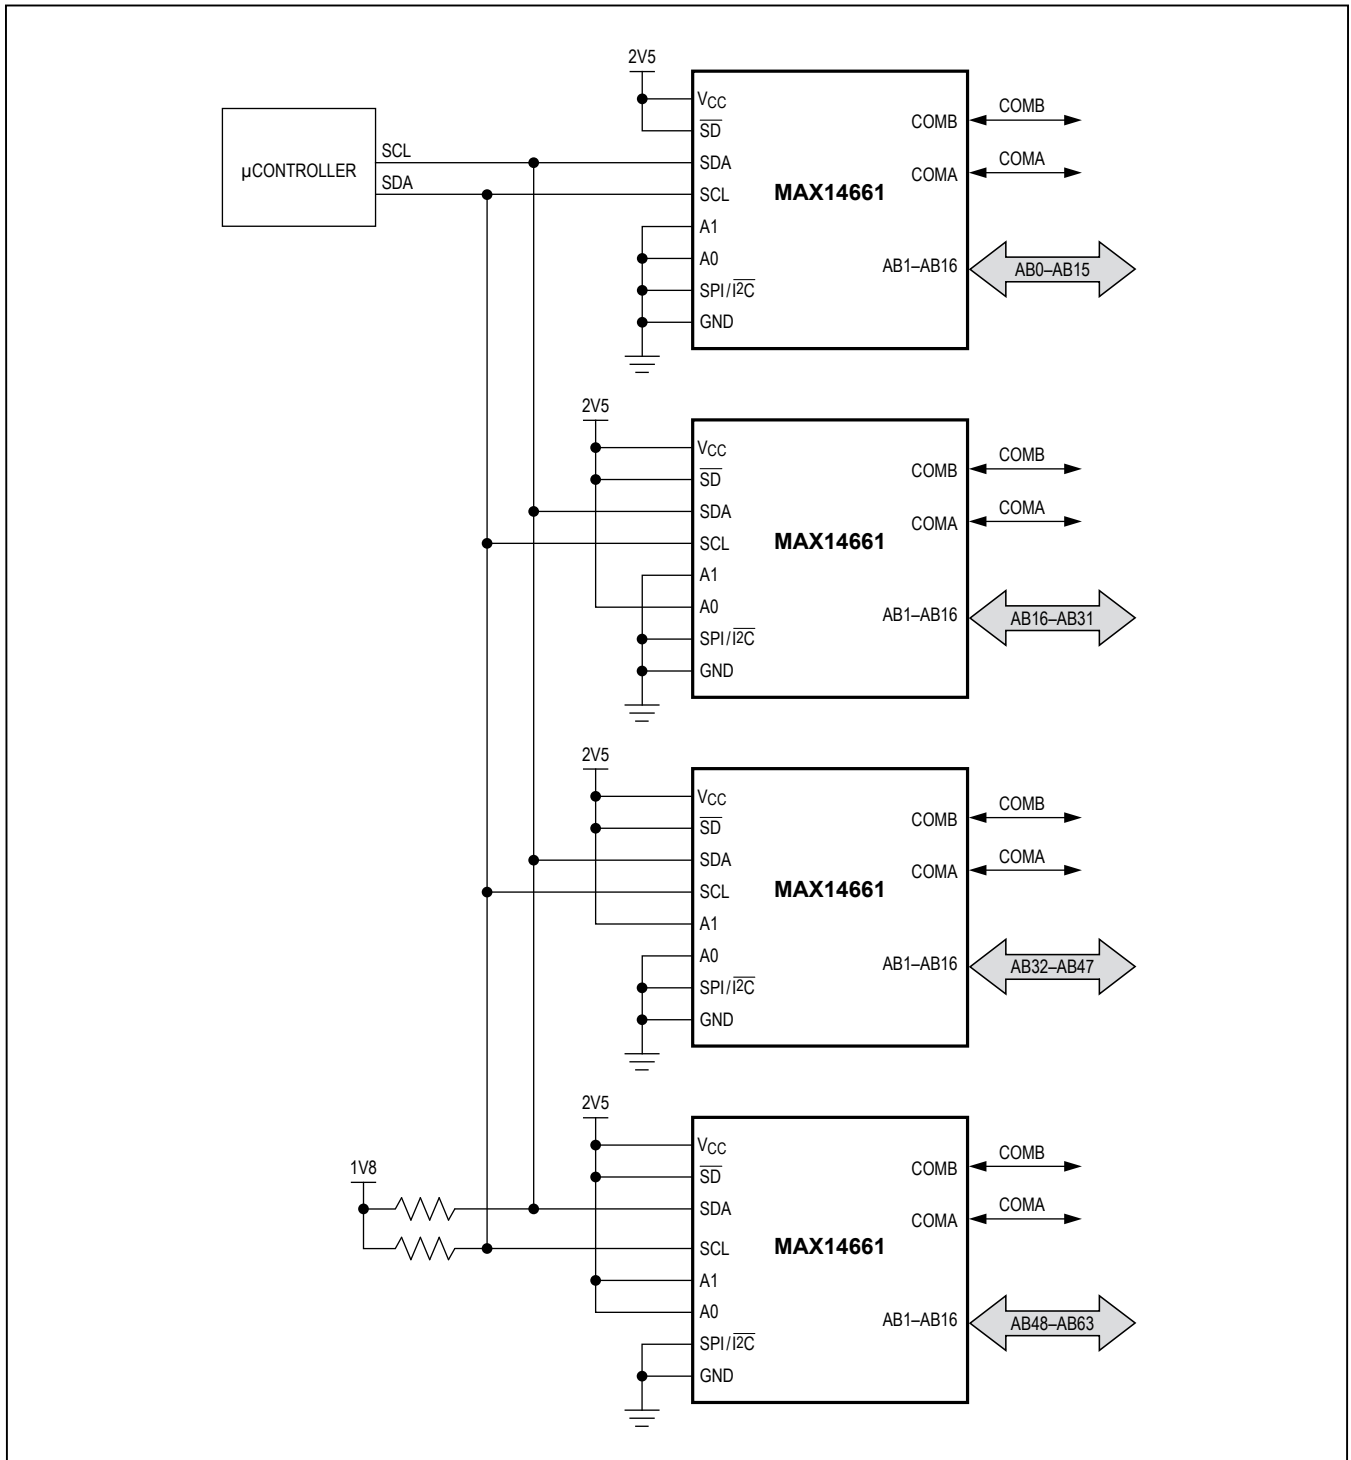 2V5
VCC
SD
SDA
SCL
A1
A0
SPI/I2C
GND
MAX14661
COMB
COMA
AB1–AB16
COMB
COMA
AB0–AB15
µCONTROLLER
SCL
SDA
2V5
VCC
SD
SDA
SCL
A1
A0
SPI/I2C
GND
MAX14661
COMB
COMA
AB1–AB16
COMB
COMA
AB16–AB31
2V5
VCC
SD
SDA
SCL
A1
A0
SPI/I2C
GND
MAX14661
COMB
COMA
AB1–AB16
COMB
COMA
AB32–AB47
2V5
VCC
SD
SDA
SCL
A1
A0
SPI/I2C
GND
MAX14661
COMB
COMA
AB1–AB16
COMB
COMA
AB48–AB63
1V8